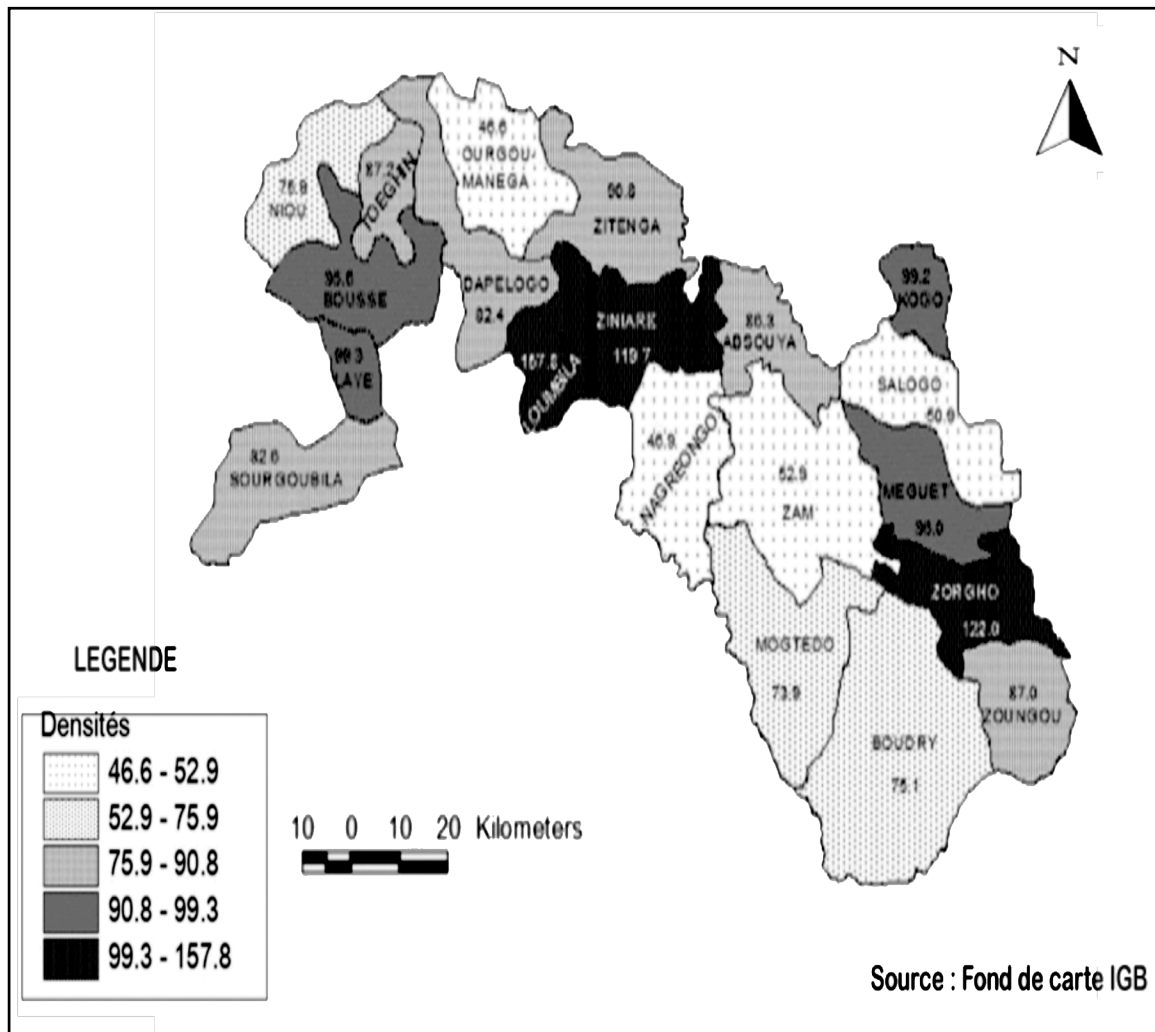 N
46.6
OURGOU-
MANEGA
87.2
TOEGHIN
75.9
NIOU
90.8
ZITENGA
95.6
BOUSSE
DAPELOGO
82.4
99.2
KOGO
ZINIARE
119.7
157.8
LOUMBILA
86.3
ABSOUYA
99.3
LAYE
SALOGO
50.9
82.6
SOURGOUBILA
46.9
NAGREONGO
52.9
ZAM
MEGUET
96.0
ZORGHO
122.0
MOGTEDO
73.9
87.0
ZOUNGOU
BOUDRY
75.1
LEGENDE
Densités
46.6 - 52.9
52.9 - 75.9
75.9 - 90.8
90.8 - 99.3
99.3 - 157.8
10 0 10 20 Kilometers
Source : Fond de carte IGB